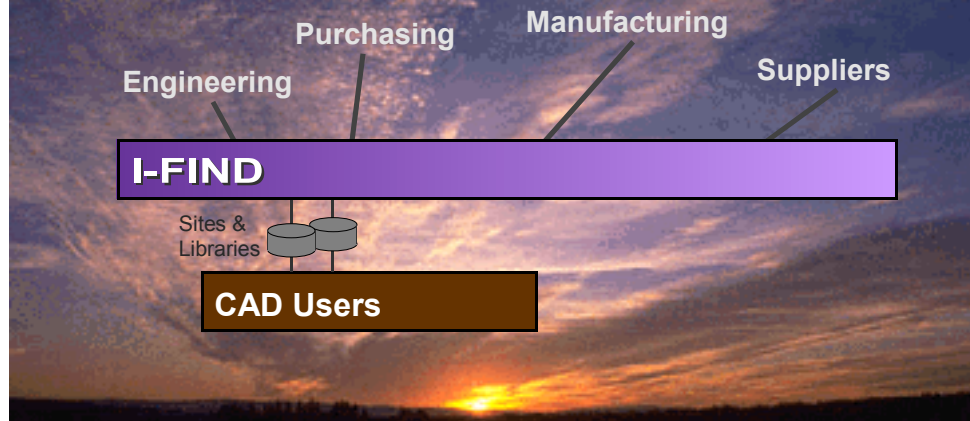 Manufacturing
Purchasing
Suppliers
Engineering
I-FIND
Sites &
Libraries
CAD Users